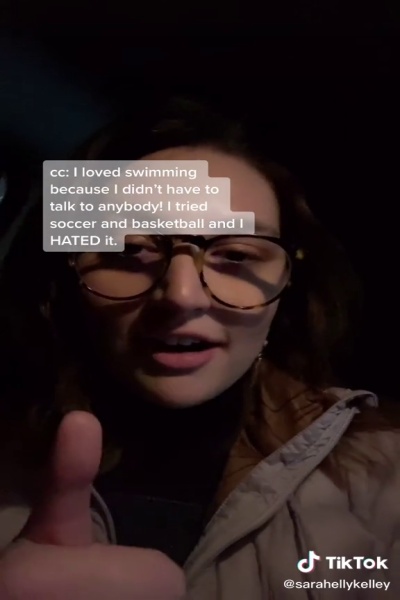 cc: I loved swimming
because I didn't have to
talk to anybody! I tried
soccer and basketball and I
HATED it.
TikTok
@sarahellykelley